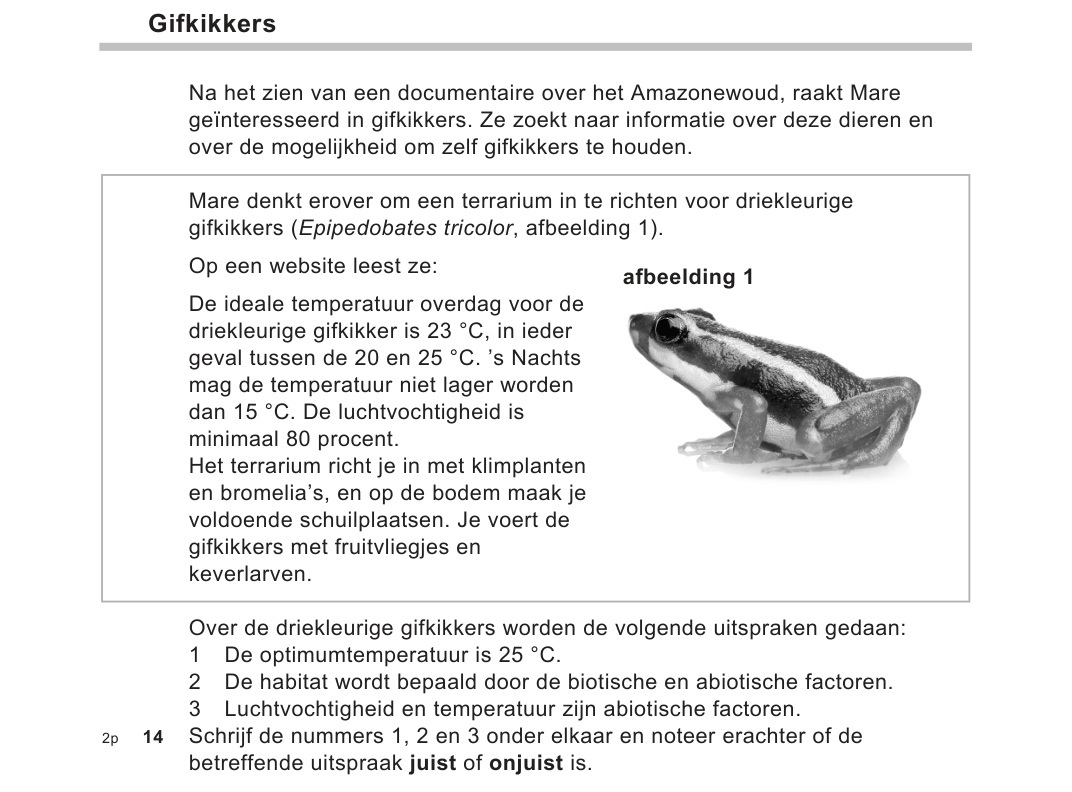 Gifkikkers
Na het zien van een documentaire over het Amazonewoud, raakt Mare
geïnteresseerd in gifkikkers. Ze zoekt naar informatie over deze dieren en
over de mogelijkheid om zelf gifkikkers te houden.
Mare denkt erover om een terrarium in te richten voor driekleurige
gifkikkers (Epipedobates tricolor, afbeelding 1).
Op een website leest ze:
afbeelding 1
De ideale temperatuur overdag voor de
driekleurige gifkikker is 23 °C, in ieder
geval tussen de 20 en 25 °C. ’s Nachts
mag de temperatuur niet lager worden
dan 15 °C. De luchtvochtigheid is
minimaal 80 procent.
Het terrarium richt je in met klimplanten
en bromelia’s, en op de bodem maak je
voldoende schuilplaatsen. Je voert de
gifkikkers met fruitvliegjes en
keverlarven.
Over de driekleurige gifkikkers worden de volgende uitspraken gedaan:
1 De optimumtemperatuur is 25 °C.
2 De habitat wordt bepaald door de biotische en abiotische factoren.
3 Luchtvochtigheid en temperatuur zijn abiotische factoren.
2p 14 Schrijf de nummers 1, 2 en 3 onder elkaar en noteer erachter of de
betreffende uitspraak juist of onjuist is.